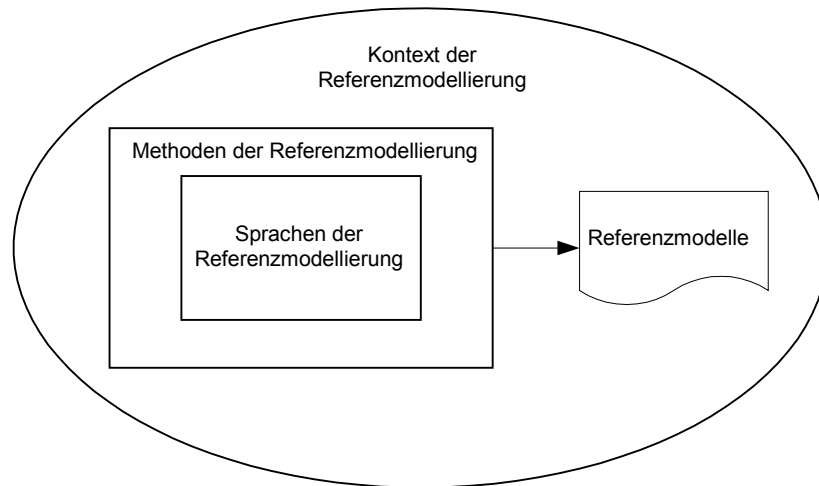 Kontext der
Referenzmodellierung
Methoden der Referenzmodellierung
Sprachen der
Referenzmodellierung
Referenzmodelle